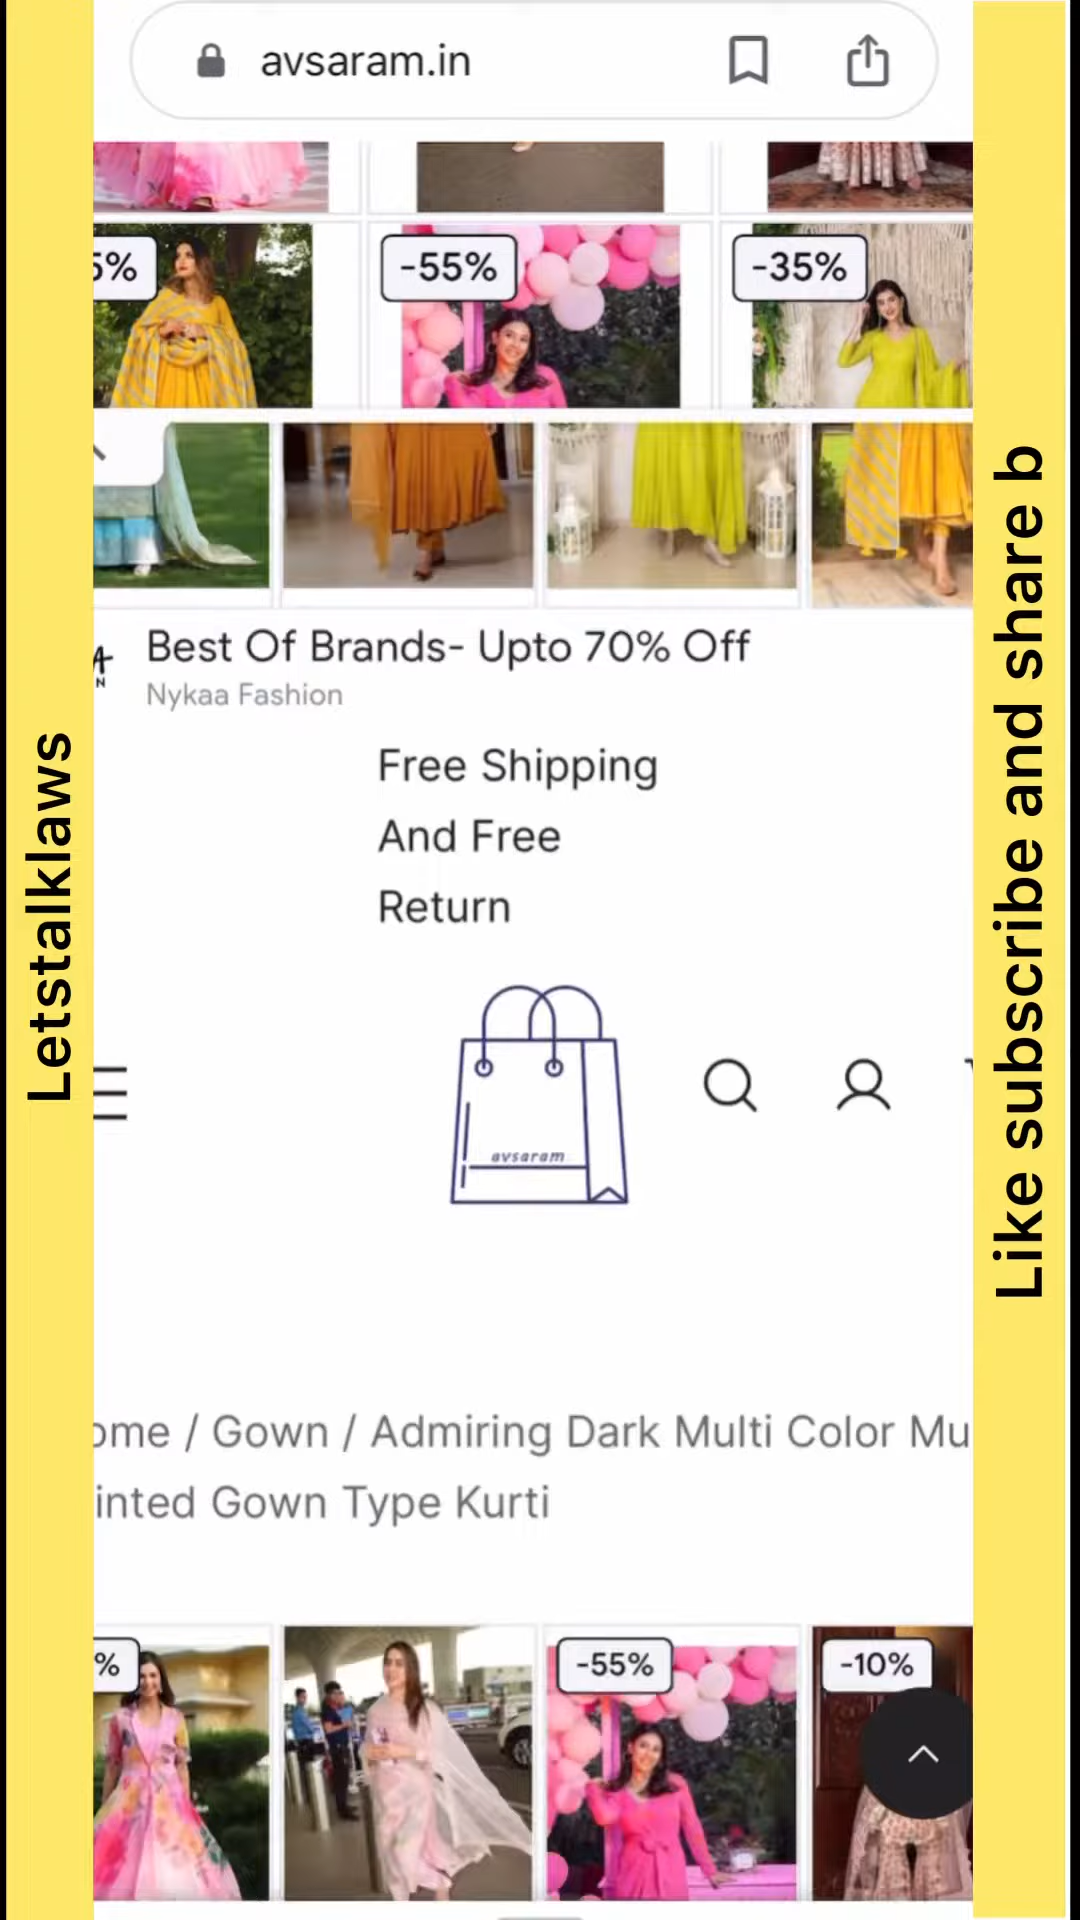 avsaram.in
5%
-55%
-35%
Best Of Brands- Upto 70% Off
Nykaa Fashion
Free Shipping
And Free
Return
avsaram
ome / Gown / Admiring Dark Multi Color Mu
inted Gown Type Kurti
%
-55%
-10%
Letstalklaws
Like subscribe and share b